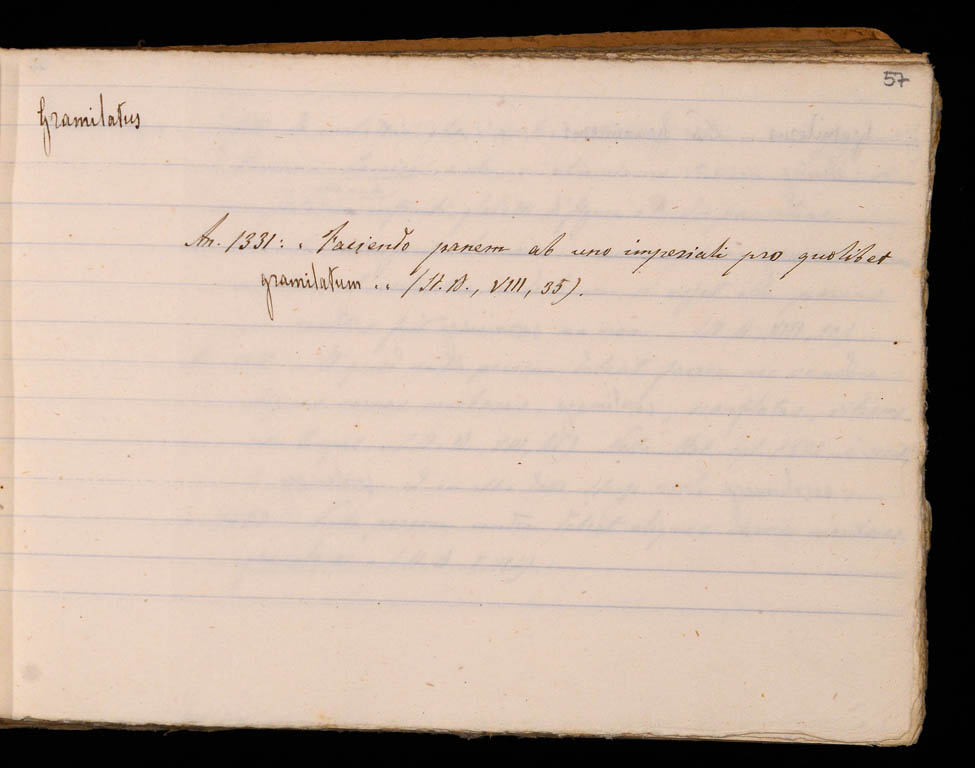 57
Gramilatus
An. 1331: « Faciendo panem ab uno imperiali pro quolibet
gramilatum » (St. B., VIII, 35).